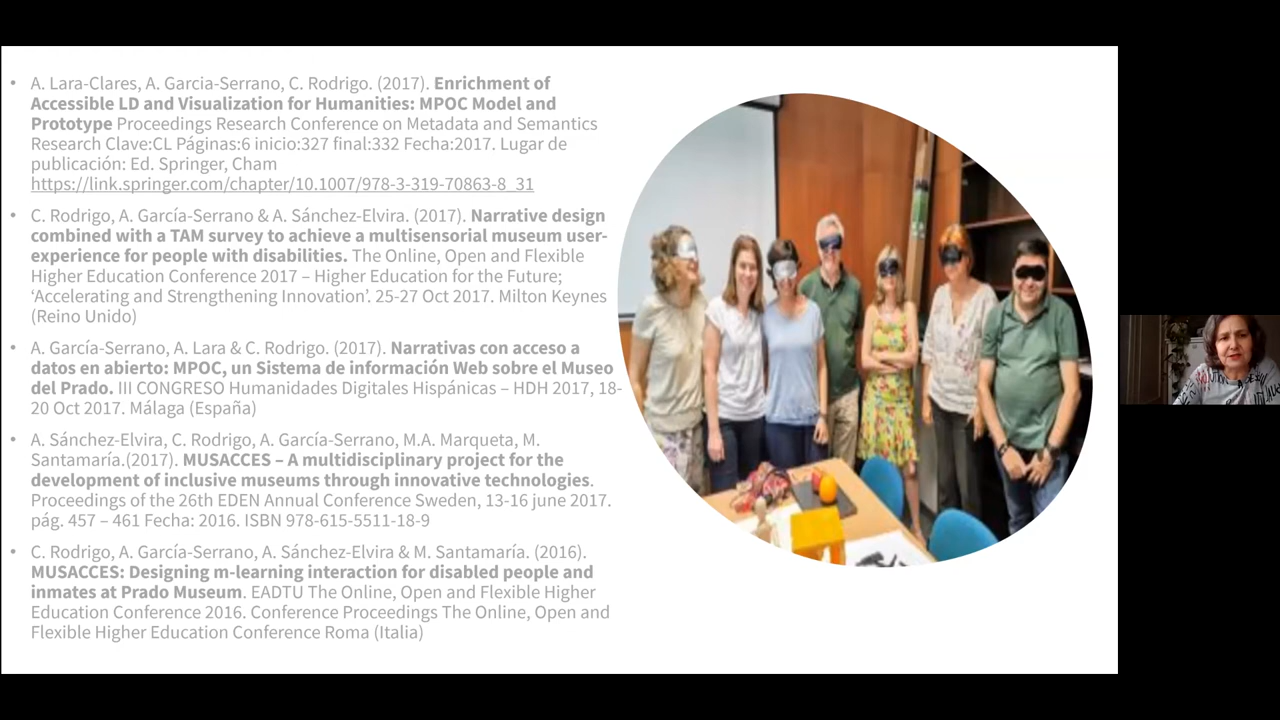 • A. Lara-Clares, A. Garcia-Serrano, C. Rodrigo. (2017). Enrichment of
Accessible LD and Visualization for Humanities: MPOC Model and
Prototype Proceedings Research Conference on Metadata and Semantics
Research Clave:CL Páginas:6 inicio:327 final:332 Fecha:2017. Lugar de
publicación: Ed. Springer, Cham
https://link.springer.com/chapter/10.1007/978-3-319-70863-8_31
• C. Rodrigo, A. García-Serrano & A. Sánchez-Elvira. (2017). Narrative design
combined with a TAM survey to achieve a multisensorial museum user-
experience for people with disabilities. The Online, Open and Flexible
Higher Education Conference 2017 – Higher Education for the Future;
‘Accelerating and Strengthening Innovation’. 25-27 Oct 2017. Milton Keynes
(Reino Unido)
• A. García-Serrano, A. Lara & C. Rodrigo. (2017). Narrativas con acceso a
datos en abierto: MPOC, un Sistema de información Web sobre el Museo
del Prado. III CONGRESO Humanidades Digitales Hispánicas – HDH 2017, 18-
20 Oct 2017. Málaga (España)
• A. Sánchez-Elvira, C. Rodrigo, A. García-Serrano, M.A. Marqueta, M.
Santamaría.(2017). MUSACCES – A multidisciplinary project for the
development of inclusive museums through innovative technologies.
Proceedings of the 26th EDEN Annual Conference Sweden, 13-16 june 2017.
pág. 457 – 461 Fecha: 2016. ISBN 978-615-5511-18-9
• C. Rodrigo, A. García-Serrano, A. Sánchez-Elvira & M. Santamaría. (2016).
MUSACCES: Designing m-learning interaction for disabled people and
inmates at Prado Museum. EADTU The Online, Open and Flexible Higher
Education Conference 2016. Conference Proceedings The Online, Open and
Flexible Higher Education Conference Roma (Italia)